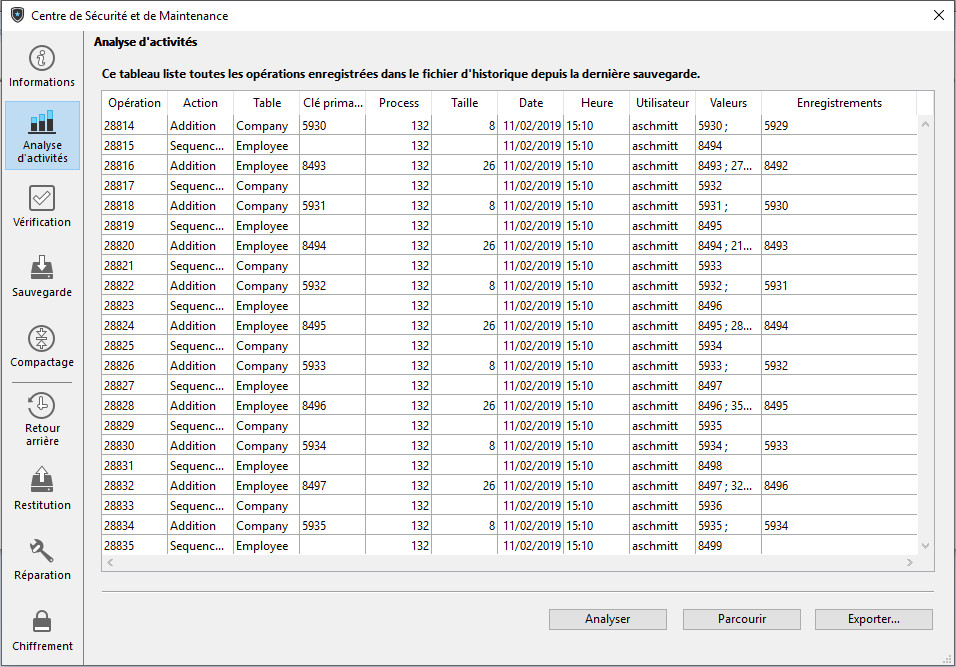 Centre de Sécurité et de Maintenance
Informations
Analyse d'activités
Vérification
Sauvegarde
Compactage
Retour arrière
Restitution
Réparation
Chiffrement
Analyse d'activités
Ce tableau liste toutes les opérations enregistrées dans le fichier d'historique depuis la dernière sauvegarde.
Opération Action Table Clé prima... Process Taille Date Heure Utilisateur Valeurs Enregistrements
28814 Addition Company 5930 132 8 11/02/2019 15:10 aschmitt 5930 ; 5929
28815 Sequenc... Employee 132 11/02/2019 15:10 aschmitt 8494
28816 Addition Employee 8493 132 26 11/02/2019 15:10 aschmitt 8493 ; 27... 8492
28817 Sequenc... Company 132 11/02/2019 15:10 aschmitt 5932
28818 Addition Company 5931 132 8 11/02/2019 15:10 aschmitt 5931 ; 5930
28819 Sequenc... Employee 132 11/02/2019 15:10 aschmitt 8495
28820 Addition Employee 8494 132 26 11/02/2019 15:10 aschmitt 8494 ; 21... 8493
28821 Sequenc... Company 132 11/02/2019 15:10 aschmitt 5933
28822 Addition Company 5932 132 8 11/02/2019 15:10 aschmitt 5932 ; 5931
28823 Sequenc... Employee 132 11/02/2019 15:10 aschmitt 8496
28824 Addition Employee 8495 132 26 11/02/2019 15:10 aschmitt 8495 ; 28... 8494
28825 Sequenc... Company 132 11/02/2019 15:10 aschmitt 5934
28826 Addition Company 5933 132 8 11/02/2019 15:10 aschmitt 5933 ; 5932
28827 Sequenc... Employee 132 11/02/2019 15:10 aschmitt 8497
28828 Addition Employee 8496 132 26 11/02/2019 15:10 aschmitt 8496 ; 35... 8495
28829 Sequenc... Company 132 11/02/2019 15:10 aschmitt 5935
28830 Addition Company 5934 132 8 11/02/2019 15:10 aschmitt 5934 ; 5933
28831 Sequenc... Employee 132 11/02/2019 15:10 aschmitt 8498
28832 Addition Employee 8497 132 26 11/02/2019 15:10 aschmitt 8497 ; 32... 8496
28833 Sequenc... Company 132 11/02/2019 15:10 aschmitt 5936
28834 Addition Company 5935 132 8 11/02/2019 15:10 aschmitt 5935 ; 5934
28835 Sequenc... Employee 132 11/02/2019 15:10 aschmitt 8499
Analyser Parcourir Exporter...